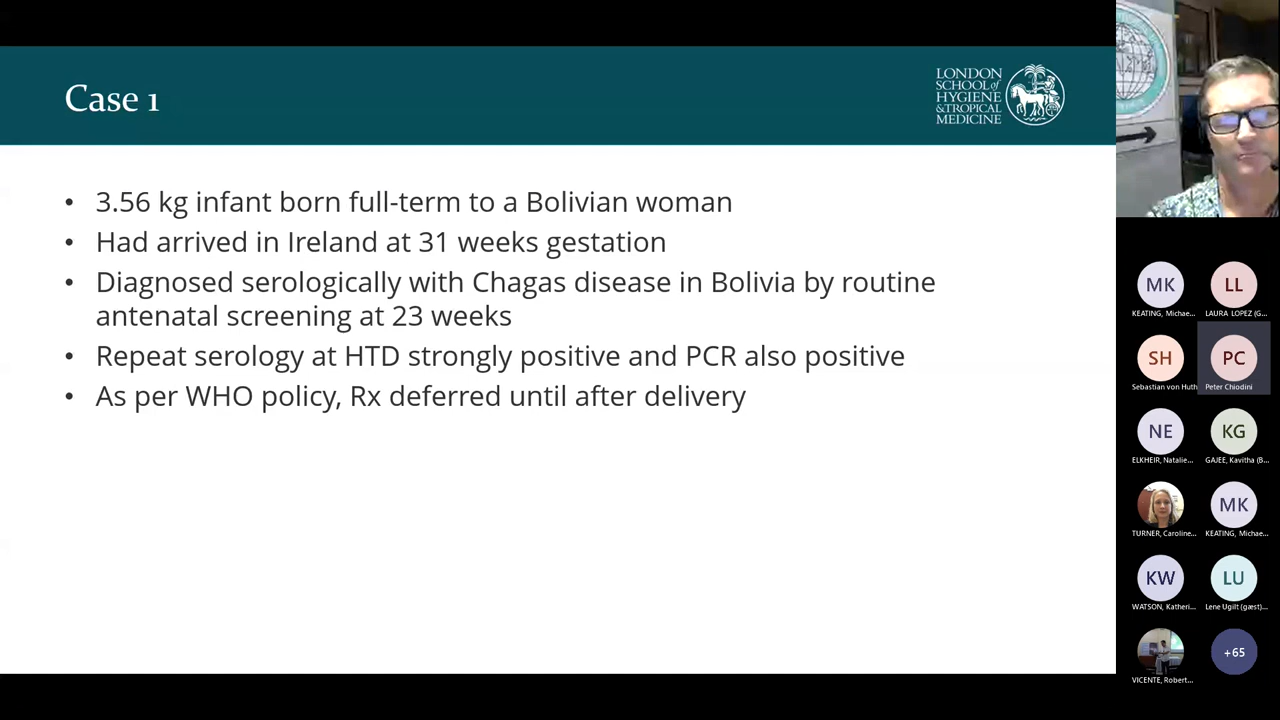 Case 1
LONDON
SCHOOL of
HYGIENE
& TROPICAL
MEDICINE
• 3.56 kg infant born full-term to a Bolivian woman
• Had arrived in Ireland at 31 weeks gestation
• Diagnosed serologically with Chagas disease in Bolivia by routine
antenatal screening at 23 weeks
• Repeat serology at HTD strongly positive and PCR also positive
• As per WHO policy, Rx deferred until after delivery
MK
LL
KEATING, Michae...
LAURA LOPEZ (G...
SH
PC
Sebastian von Huth
Peter Chiodini
NE
KG
ELKHEIR, Natalie...
GAJEE, Kavitha (B...
MK
TURNER, Caroline...
KEATING, Michae...
KW
LU
WATSON, Katheri...
Lene Ugilt (gæst)...
+65
VICENTE, Robert...